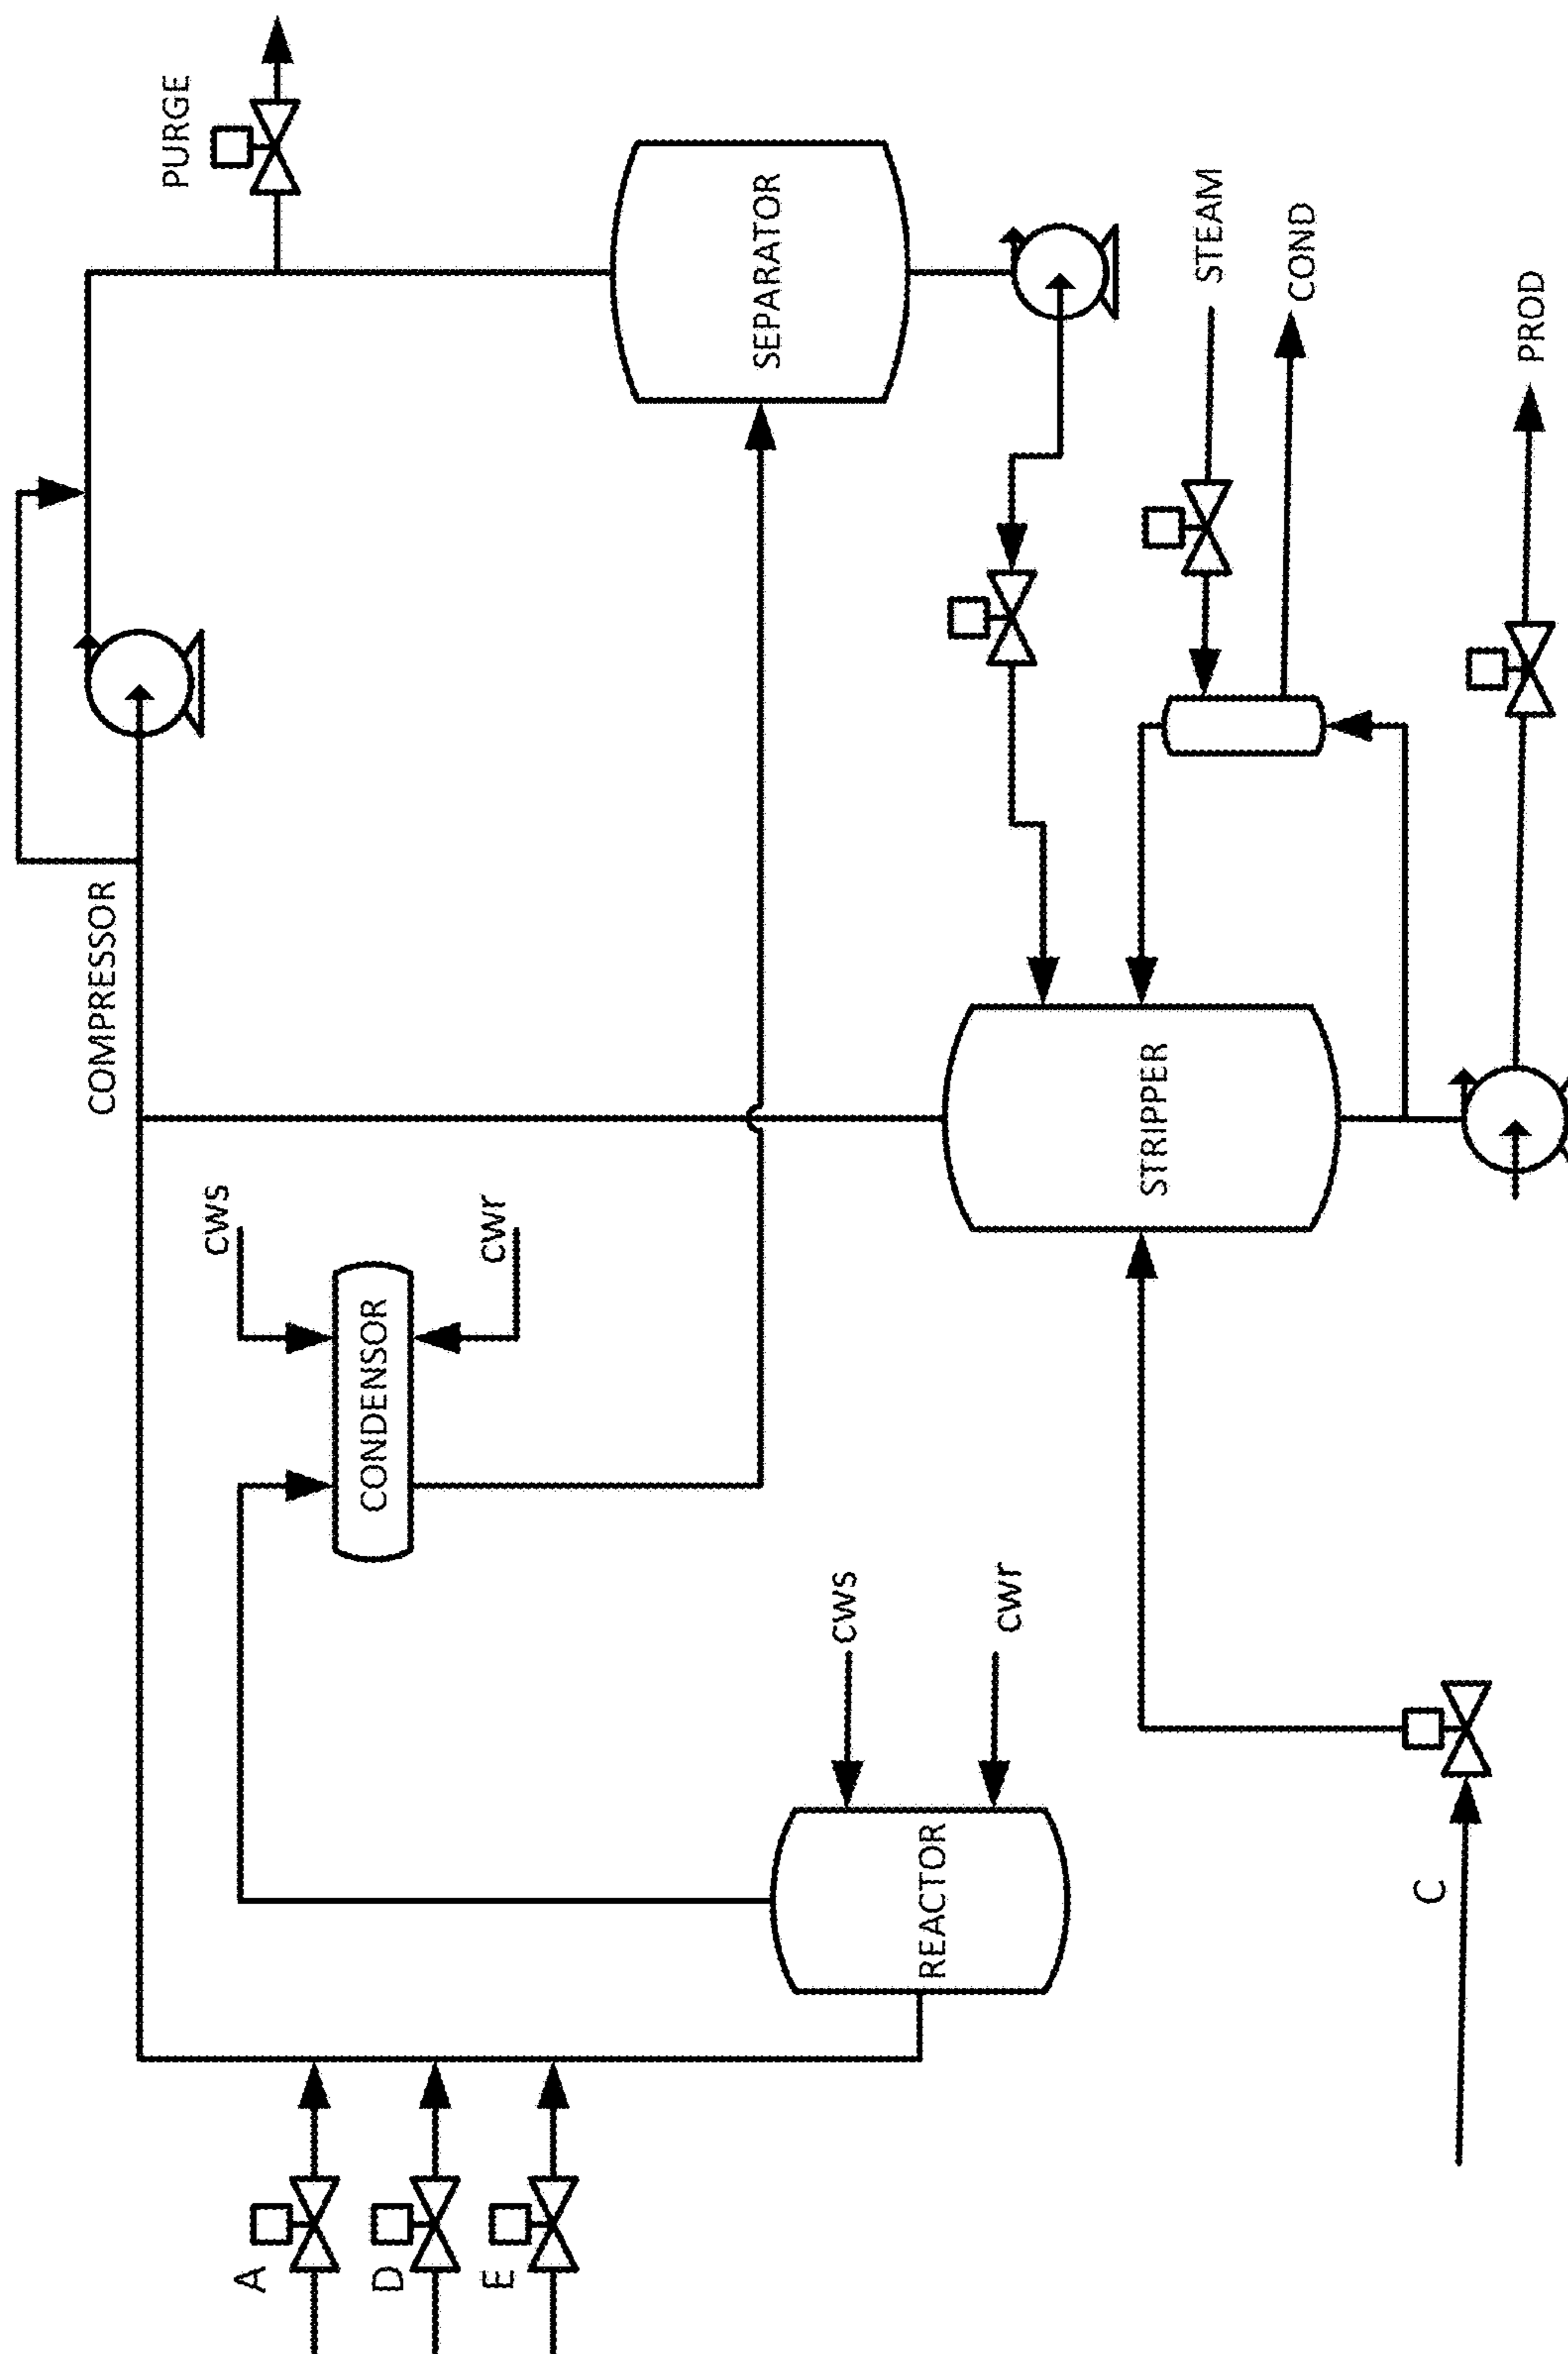 PURGE
COMPRESSOR
cws
CONDENSOR
cwr
SEPARATOR
A
D
E
cws
REACTOR
cwr
STRIPPER
STEAM
COND
C
PROD